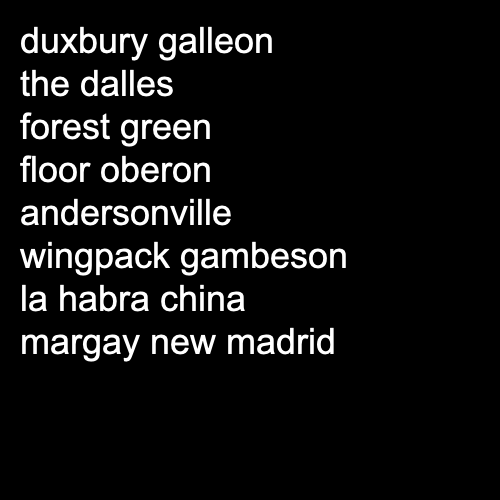 duxbury galleon
the dalles
forest green
floor oberon
andersonville
wingpack gambeson
la habra china
margay new madrid